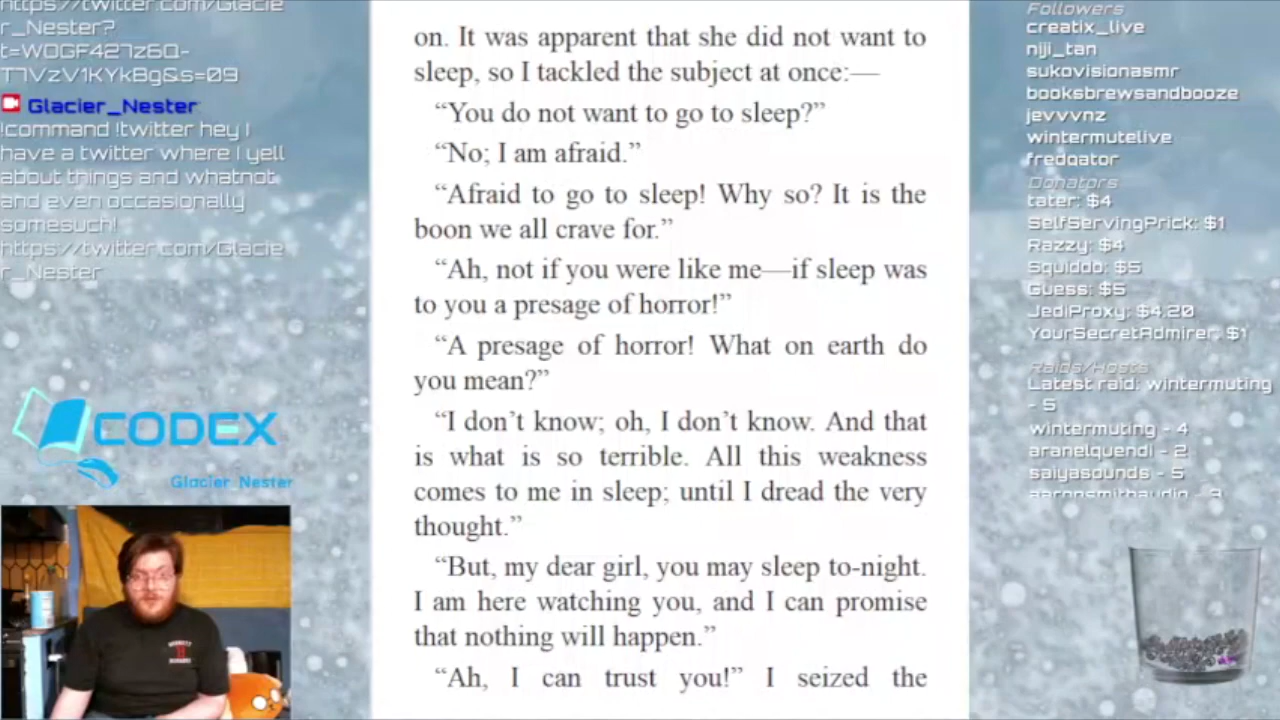 https://twitter.com/Glacie
r_Nester?
t=W0GF427z6Q-
T7VzV1KYkBg&s=09
Glacier_Nester
!command !twitter hey I
have a twitter where I yell
about things and whatnot
and even occasionally
somesuch!
https://twitter.com/Glacie
r_Nester
CODEX
Glacier_Nester
on. It was apparent that she did not want to
sleep, so I tackled the subject at once:—
“You do not want to go to sleep?”
“No; I am afraid.”
“Afraid to go to sleep! Why so? It is the
boon we all crave for.”
“Ah, not if you were like me—if sleep was
to you a presage of horror!”
“A presage of horror! What on earth do
you mean?”
“I don’t know; oh, I don’t know. And that
is what is so terrible. All this weakness
comes to me in sleep; until I dread the very
thought.”
“But, my dear girl, you may sleep to-night.
I am here watching you, and I can promise
that nothing will happen.”
“Ah, I can trust you!” I seized the
Followers
creatix_live
niji_tan
sukovisionasmr
booksbrewsandbooze
jevvvnz
wintermutelive
fredgator
Donators
tater: $4
SelfServingPrick: $1
Razzy: $4
Squiddo: $5
Guess: $5
JediProxy: $4.20
YourSecretAdmirer: $1
Raids/Hosts
Latest raid: wintermuting
- 5
wintermuting - 4
aranelquendi - 2
saiyasounds - 5
aaronsmithaudio - 3